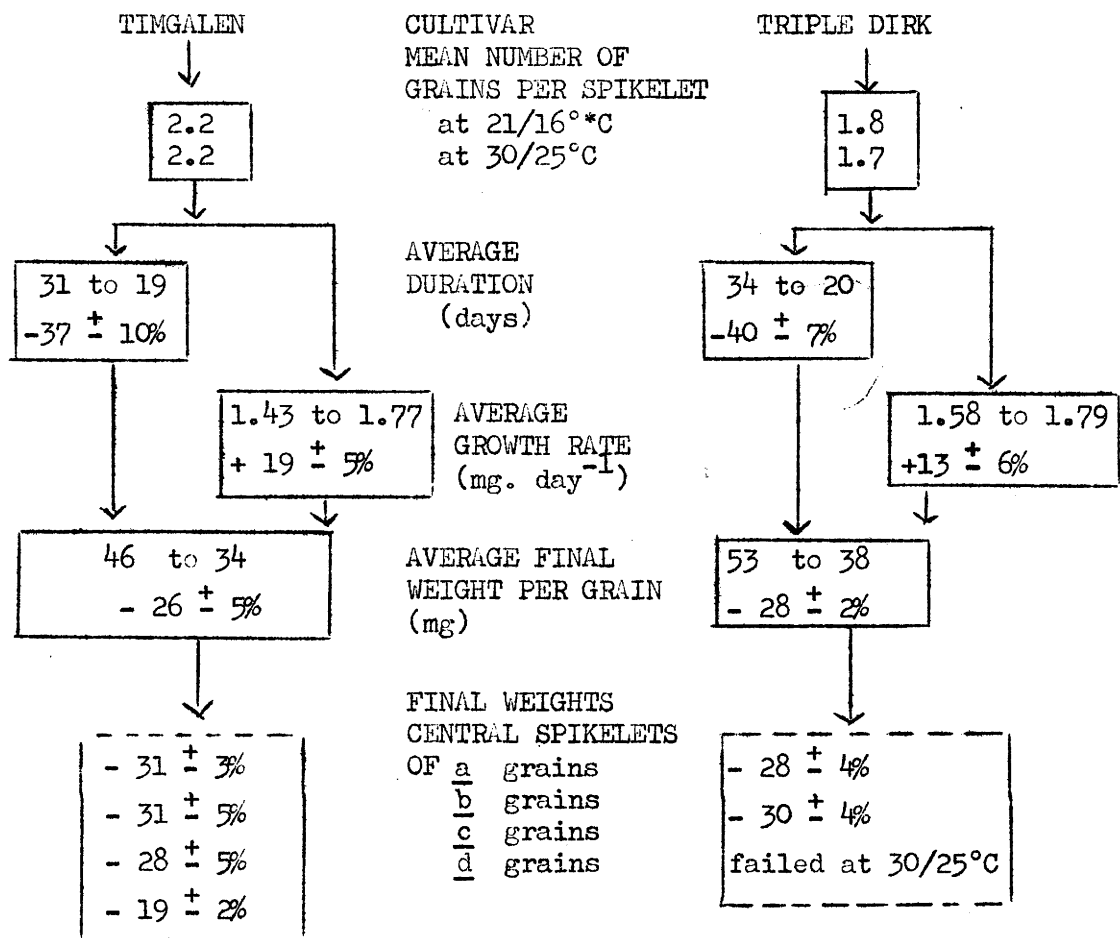 TIMGALEN CULTIVAR TRIPLE DIRK
MEAN NUMBER OF
GRAINS PER SPIKELET
2.2 at 21/16°*C 1.8
2.2 at 30/25°C 1.7
AVERAGE
31 to 19 DURATION 34 to 20
-37 ± 10% (days) -40 ± 7%
1.43 to 1.77 AVERAGE 1.58 to 1.79
+ 19 ± 5% GROWTH RATE +13 ± 6%
(mg. day-1)
46 to 34 AVERAGE FINAL 53 to 38
- 26 ± 5% WEIGHT PER GRAIN - 28 ± 2%
(mg)
FINAL WEIGHTS
CENTRAL SPIKELETS
- 31 ± 3% OF a grains - 28 ± 4%
- 31 ± 5% b grains - 30 ± 4%
- 28 ± 5% c grains failed at 30/25°C
- 19 ± 2% d grains